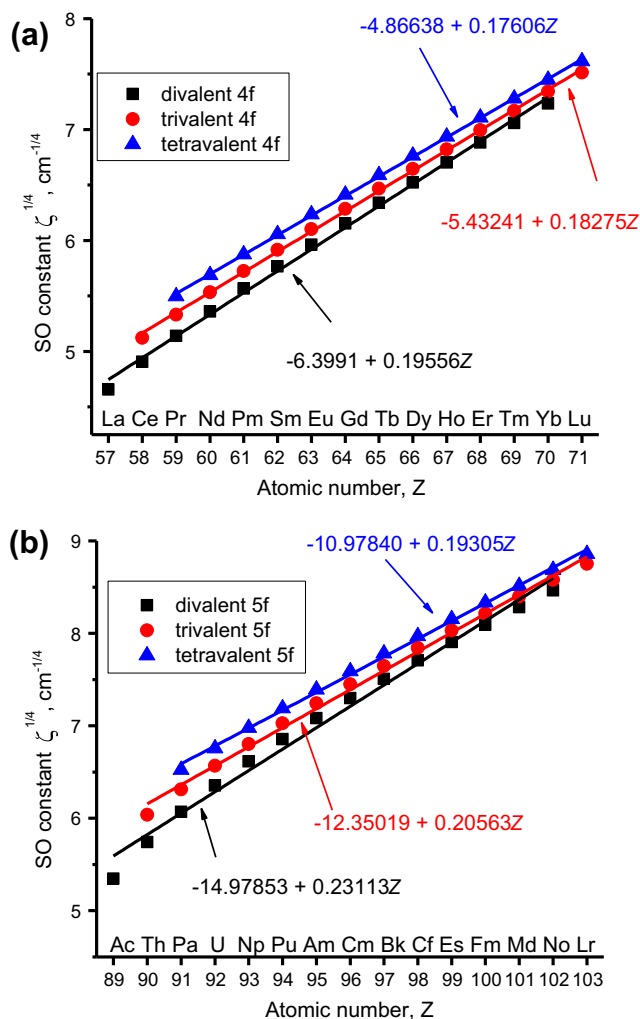 (a)
8
7
6
5
SO constant ζ^1/4, cm^-1/4
divalent 4f
trivalent 4f
tetravalent 4f
-4.86638 + 0.17606Z
-5.43241 + 0.18275Z
-6.3991 + 0.19556Z
La Ce Pr Nd Pm Sm Eu Gd Tb Dy Ho Er Tm Yb Lu
57 58 59 60 61 62 63 64 65 66 67 68 69 70 71
Atomic number, Z
(b)
9
8
7
6
5
SO constant ζ^1/4, cm^-1/4
divalent 5f
trivalent 5f
tetravalent 5f
-10.97840 + 0.19305Z
-12.35019 + 0.20563Z
-14.97853 + 0.23113Z
Ac Th Pa U Np Pu Am Cm Bk Cf Es Fm Md No Lr
89 90 91 92 93 94 95 96 97 98 99 100 101 102 103
Atomic number, Z